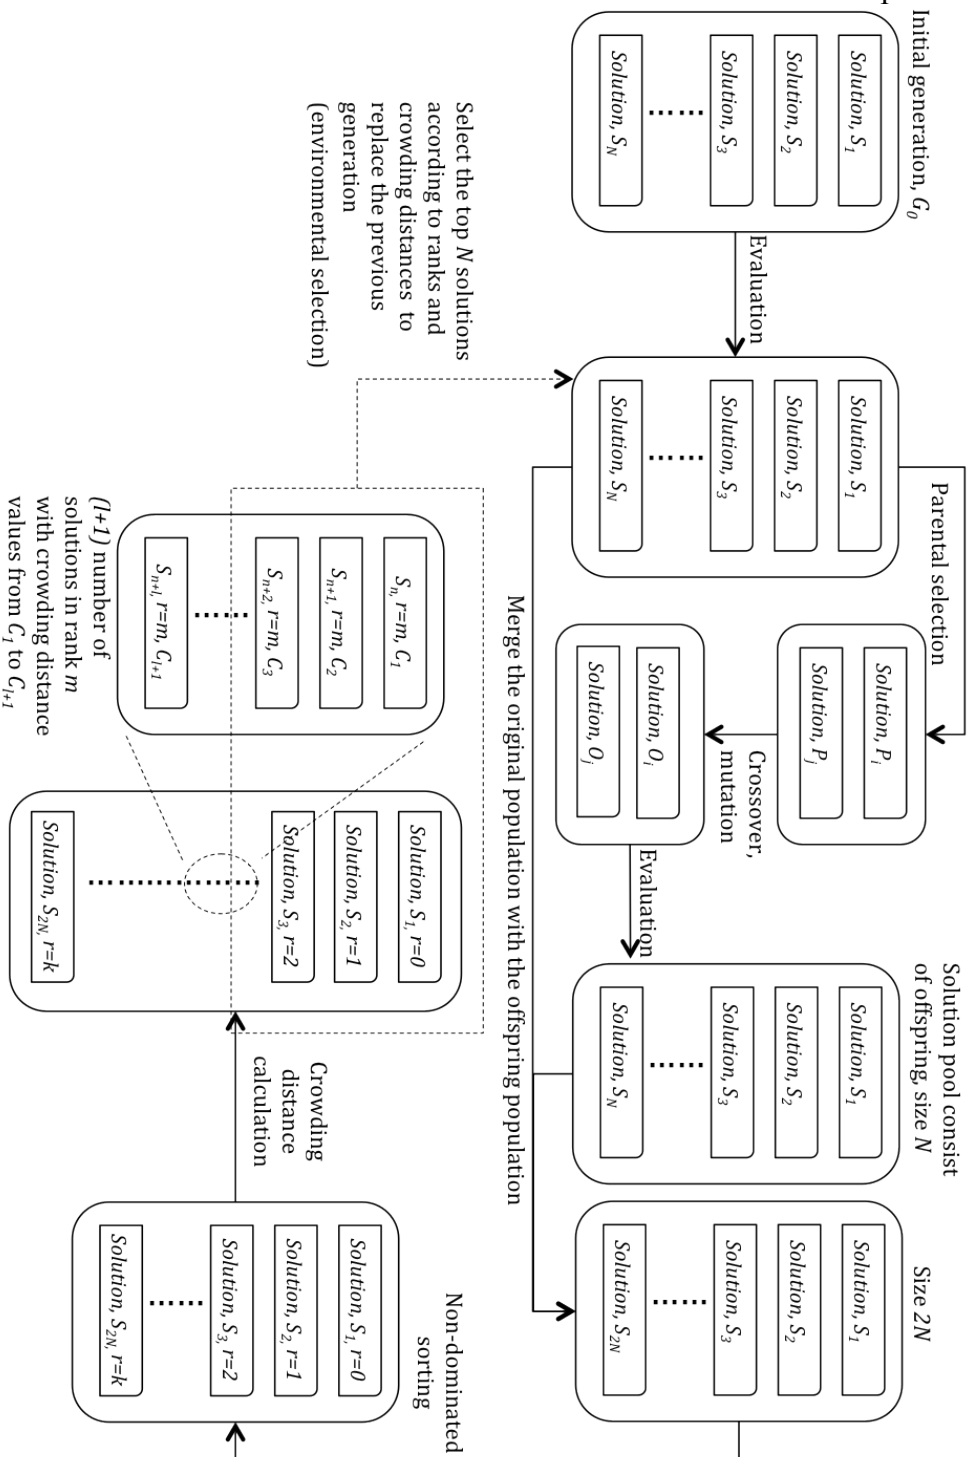 Initial generation, G0
Solution, S1
Solution, S2
Solution, S3
Solution, SN
Evaluation
Solution, S1
Solution, S2
Solution, S3
Solution, SN
Parental selection
Solution, Pi
Solution, Pj
Crossover,
mutation
Solution, Oi
Solution, Oj
Evaluation
Solution pool consist
of offspring, size N
Solution, S1
Solution, S2
Solution, S3
Solution, SN
Size 2N
Solution, S1
Solution, S2
Solution, S3
Solution, S2N
Merge the original population with the offspring population
Non-dominated
sorting
Solution, S1, r=0
Solution, S2, r=1
Solution, S3, r=2
Solution, S2N, r=k
Crowding
distance
calculation
Solution, S1, r=0
Solution, S2, r=1
Solution, S3, r=2
Solution, S2N, r=k
Sn, r=m, C1
Sn+1, r=m, C2
Sn+2, r=m, C3
Sn+l, r=m, Cl+1
(l+1) number of
solutions in rank m
with crowding distance
values from C1 to Cl+1
Select the top N solutions
according to ranks and
crowding distances to
replace the previous
generation
(environmental selection)